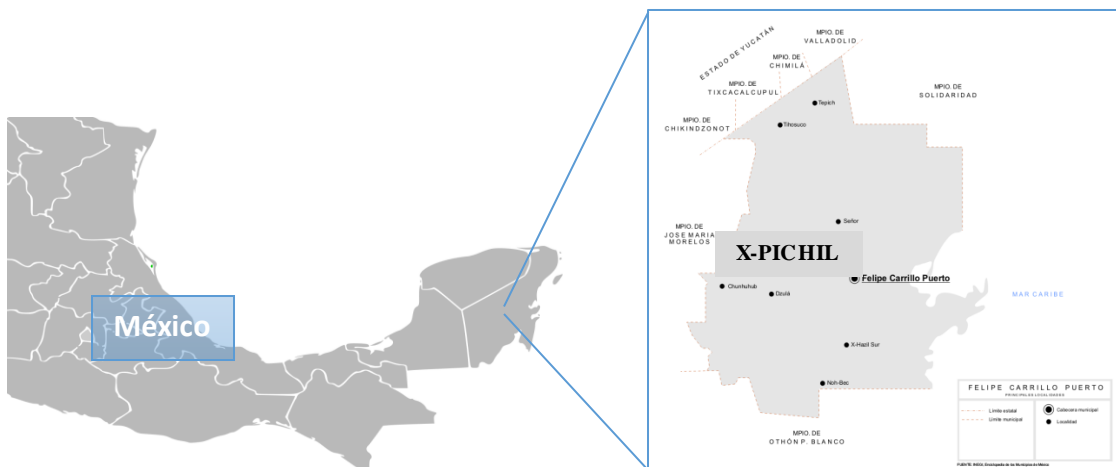 México
ESTADO DE YUCATÁN
MPIO. DE
VALLADOLID
MPIO. DE
CHIMILÁ
MPIO. DE
TIXCACALCUPUL
MPIO. DE
CHIKINDZONOT
MPIO. DE
SOLIDARIDAD
Tepich
Tihosuco
Señor
MPIO. DE
JOSE MARIA
MORELOS
X-PICHIL
Felipe Carrillo Puerto
Chunhuhub
Dzulá
MAR CARIBE
X-Hazil Sur
Noh-Bec
MPIO. DE
OTHÓN P. BLANCO
FELIPE CARRILLO PUERTO
PRINCIPALES LOCALIDADES
Límite estatal
Límite municipal
Cabecera municipal
Localidad
FUENTE: INEGI. Enciclopedia de los Municipios de México